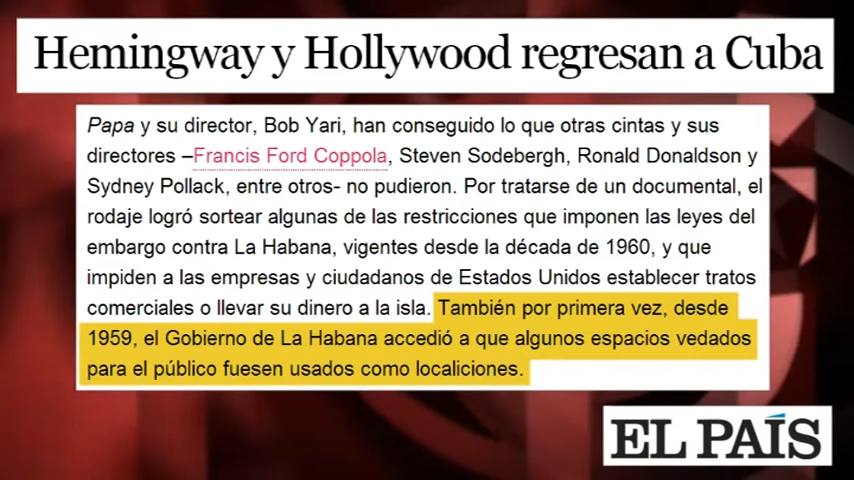 Hemingway y Hollywood regresan a Cuba
Papa y su director, Bob Yari, han conseguido lo que otras cintas y sus
directores –Francis Ford Coppola, Steven Sodebergh, Ronald Donaldson y
Sydney Pollack, entre otros- no pudieron. Por tratarse de un documental, el
rodaje logró sortear algunas de las restricciones que imponen las leyes del
embargo contra La Habana, vigentes desde la década de 1960, y que
impiden a las empresas y ciudadanos de Estados Unidos establecer tratos
comerciales o llevar su dinero a la isla. También por primera vez, desde
1959, el Gobierno de La Habana accedió a que algunos espacios vedados
para el público fuesen usados como localiciones.
EL PAÍS